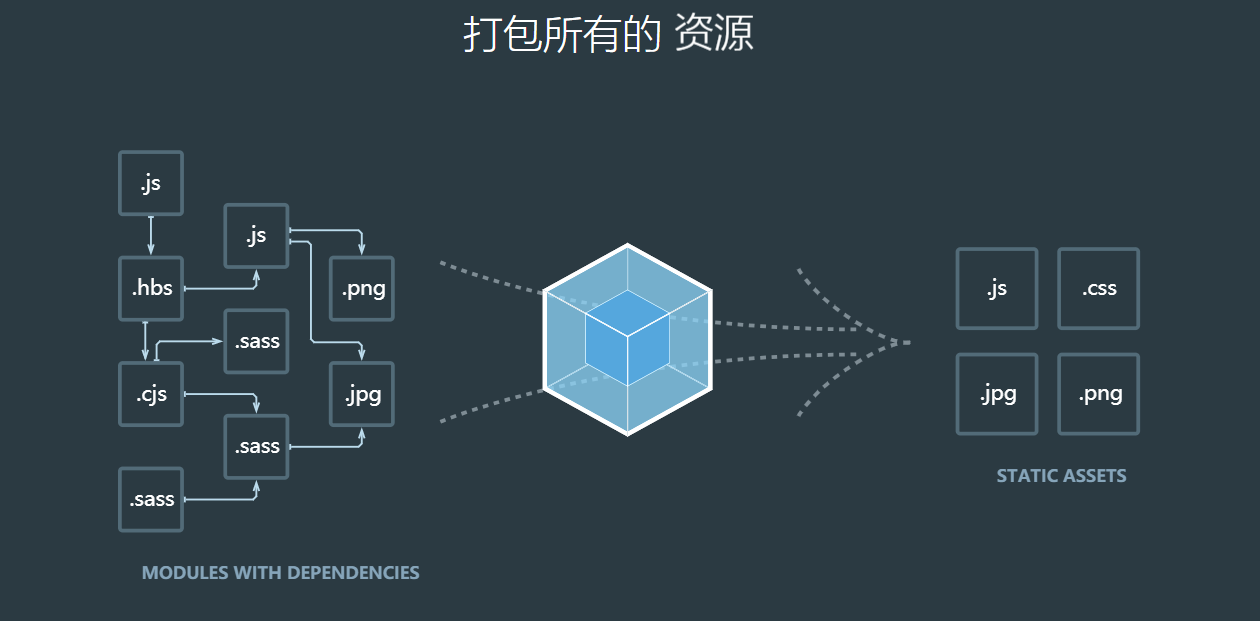 打包所有的 资源
.js
.js
.hbs
.png
.sass
.cjs
.jpg
.sass
.sass
MODULES WITH DEPENDENCIES
.js
.css
.jpg
.png
STATIC ASSETS